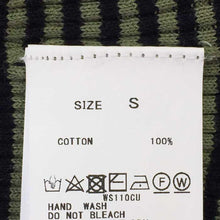 SIZE S
COTTON 100%
WS110CU
HAND WASH
DO NOT BLEACH